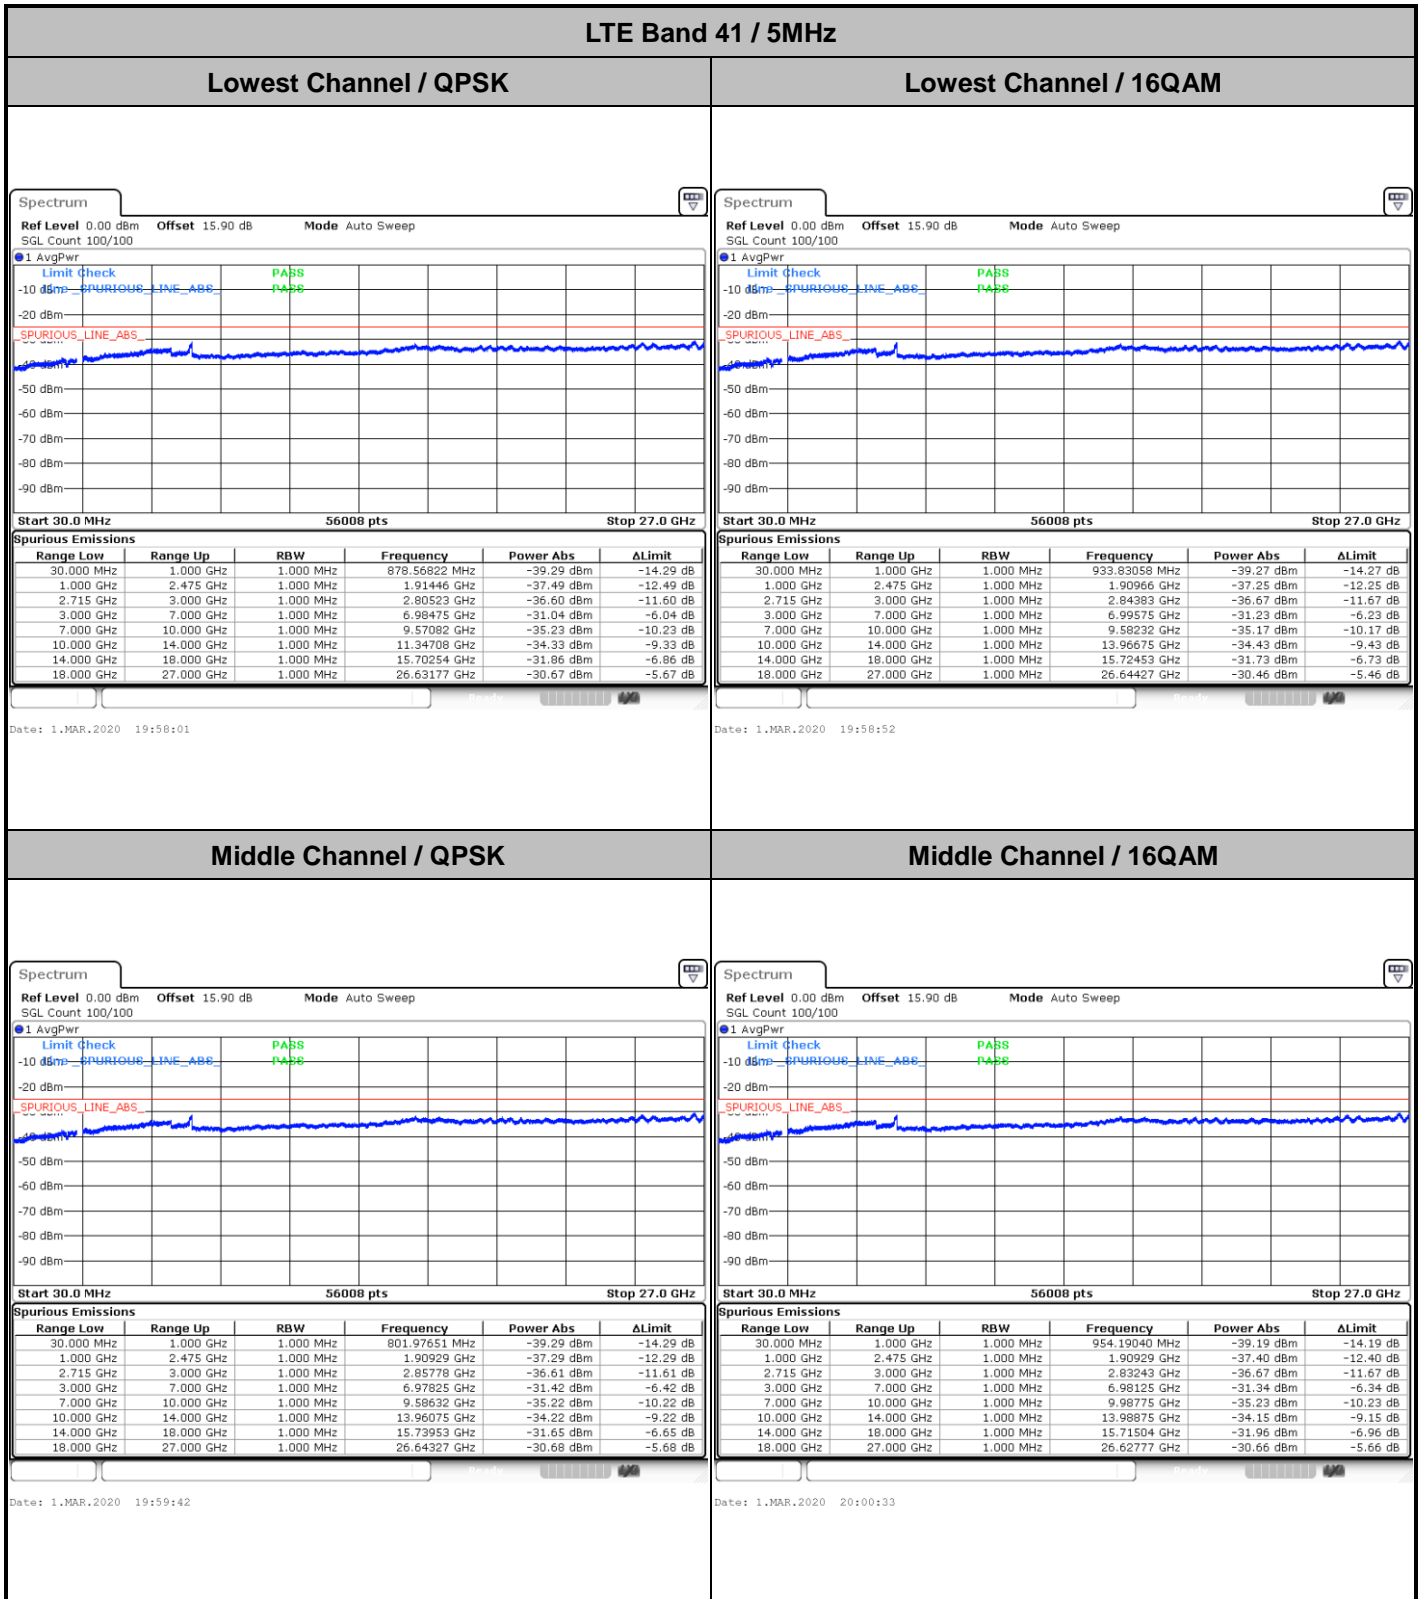 LTE Band 41 / 5MHz
Lowest Channel / QPSK
Lowest Channel / 16QAM
Spectrum
Ref Level 0.00 dBm Offset 15.90 dB Mode Auto Sweep
SGL Count 100/100
1 AvgPwr
Limit Check PASS
-10 dBm
Line _SPURIOUS_LINE_ABS_ PASS
-20 dBm
_SPURIOUS_LINE_ABS_
-30 dBm
-40 dBm
-50 dBm
-60 dBm
-70 dBm
-80 dBm
-90 dBm
Start 30.0 MHz 56008 pts Stop 27.0 GHz
Spurious Emissions
Range Low Range Up RBW Frequency Power Abs ΔLimit
30.000 MHz 1.000 GHz 1.000 MHz 878.56822 MHz -39.29 dBm -14.29 dB
1.000 GHz 2.475 GHz 1.000 MHz 1.91446 GHz -37.49 dBm -12.49 dB
2.715 GHz 3.000 GHz 1.000 MHz 2.80523 GHz -36.60 dBm -11.60 dB
3.000 GHz 7.000 GHz 1.000 MHz 6.98475 GHz -31.04 dBm -6.04 dB
7.000 GHz 10.000 GHz 1.000 MHz 9.57082 GHz -35.23 dBm -10.23 dB
10.000 GHz 14.000 GHz 1.000 MHz 11.34708 GHz -34.33 dBm -9.33 dB
14.000 GHz 18.000 GHz 1.000 MHz 15.70254 GHz -31.86 dBm -6.86 dB
18.000 GHz 27.000 GHz 1.000 MHz 26.63177 GHz -30.67 dBm -5.67 dB
Date: 1.MAR.2020 19:58:01
Spectrum
Ref Level 0.00 dBm Offset 15.90 dB Mode Auto Sweep
SGL Count 100/100
1 AvgPwr
Limit Check PASS
-10 dBm
Line _SPURIOUS_LINE_ABS_ PASS
-20 dBm
_SPURIOUS_LINE_ABS_
-30 dBm
-40 dBm
-50 dBm
-60 dBm
-70 dBm
-80 dBm
-90 dBm
Start 30.0 MHz 56008 pts Stop 27.0 GHz
Spurious Emissions
Range Low Range Up RBW Frequency Power Abs ΔLimit
30.000 MHz 1.000 GHz 1.000 MHz 933.83058 MHz -39.27 dBm -14.27 dB
1.000 GHz 2.475 GHz 1.000 MHz 1.90966 GHz -37.25 dBm -12.25 dB
2.715 GHz 3.000 GHz 1.000 MHz 2.84383 GHz -36.67 dBm -11.67 dB
3.000 GHz 7.000 GHz 1.000 MHz 6.99575 GHz -31.23 dBm -6.23 dB
7.000 GHz 10.000 GHz 1.000 MHz 9.58232 GHz -35.17 dBm -10.17 dB
10.000 GHz 14.000 GHz 1.000 MHz 13.96675 GHz -34.43 dBm -9.43 dB
14.000 GHz 18.000 GHz 1.000 MHz 15.72453 GHz -31.73 dBm -6.73 dB
18.000 GHz 27.000 GHz 1.000 MHz 26.64427 GHz -30.46 dBm -5.46 dB
Ready
Date: 1.MAR.2020 19:58:52
Middle Channel / QPSK
Middle Channel / 16QAM
Spectrum
Ref Level 0.00 dBm Offset 15.90 dB Mode Auto Sweep
SGL Count 100/100
1 AvgPwr
Limit Check PASS
-10 dBm
Line _SPURIOUS_LINE_ABS_ PASS
-20 dBm
_SPURIOUS_LINE_ABS_
-30 dBm
-40 dBm
-50 dBm
-60 dBm
-70 dBm
-80 dBm
-90 dBm
Start 30.0 MHz 56008 pts Stop 27.0 GHz
Spurious Emissions
Range Low Range Up RBW Frequency Power Abs ΔLimit
30.000 MHz 1.000 GHz 1.000 MHz 801.97651 MHz -39.29 dBm -14.29 dB
1.000 GHz 2.475 GHz 1.000 MHz 1.90929 GHz -37.29 dBm -12.29 dB
2.715 GHz 3.000 GHz 1.000 MHz 2.85778 GHz -36.61 dBm -11.61 dB
3.000 GHz 7.000 GHz 1.000 MHz 6.97825 GHz -31.42 dBm -6.42 dB
7.000 GHz 10.000 GHz 1.000 MHz 9.58632 GHz -35.22 dBm -10.22 dB
10.000 GHz 14.000 GHz 1.000 MHz 13.96075 GHz -34.22 dBm -9.22 dB
14.000 GHz 18.000 GHz 1.000 MHz 15.73953 GHz -31.65 dBm -6.65 dB
18.000 GHz 27.000 GHz 1.000 MHz 26.64327 GHz -30.68 dBm -5.68 dB
Ready
Date: 1.MAR.2020 19:59:42
Spectrum
Ref Level 0.00 dBm Offset 15.90 dB Mode Auto Sweep
SGL Count 100/100
1 AvgPwr
Limit Check PASS
-10 dBm
Line _SPURIOUS_LINE_ABS_ PASS
-20 dBm
_SPURIOUS_LINE_ABS_
-30 dBm
-40 dBm
-50 dBm
-60 dBm
-70 dBm
-80 dBm
-90 dBm
Start 30.0 MHz 56008 pts Stop 27.0 GHz
Spurious Emissions
Range Low Range Up RBW Frequency Power Abs ΔLimit
30.000 MHz 1.000 GHz 1.000 MHz 954.19040 MHz -39.19 dBm -14.19 dB
1.000 GHz 2.475 GHz 1.000 MHz 1.90929 GHz -37.40 dBm -12.40 dB
2.715 GHz 3.000 GHz 1.000 MHz 2.83243 GHz -36.67 dBm -11.67 dB
3.000 GHz 7.000 GHz 1.000 MHz 6.98125 GHz -31.34 dBm -6.34 dB
7.000 GHz 10.000 GHz 1.000 MHz 9.98775 GHz -35.23 dBm -10.23 dB
10.000 GHz 14.000 GHz 1.000 MHz 13.98875 GHz -34.15 dBm -9.15 dB
14.000 GHz 18.000 GHz 1.000 MHz 15.71504 GHz -31.96 dBm -6.96 dB
18.000 GHz 27.000 GHz 1.000 MHz 26.62777 GHz -30.66 dBm -5.66 dB
Date: 1.MAR.2020 20:00:33